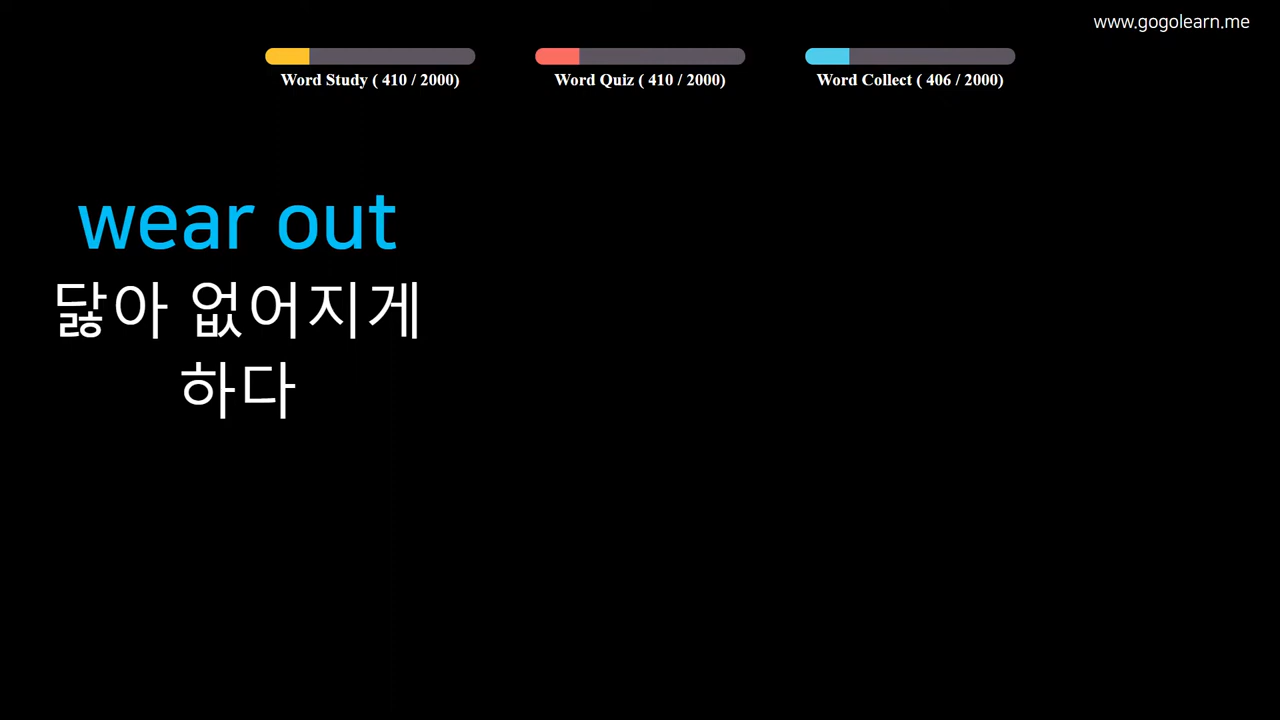 www.gogolearn.me
Word Study ( 410 / 2000)
Word Quiz ( 410 / 2000)
Word Collect ( 406 / 2000)
wear out
닳아 없어지게
하다